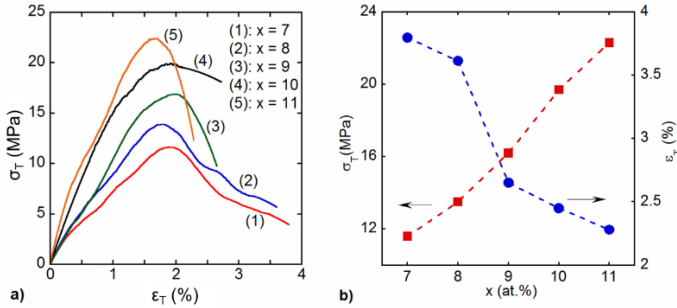 25
20
15
10
5
0
σT (MPa)
0
1
2
3
4
εT (%)
(5)
(4)
(3)
(2)
(1)
(1): x = 7
(2): x = 8
(3): x = 9
(4): x = 10
(5): x = 11
a)
24
20
16
12
σT(MPa)
7
8
9
10
11
x (at.%)
4
3.5
3
2.5
2
(%)
b)